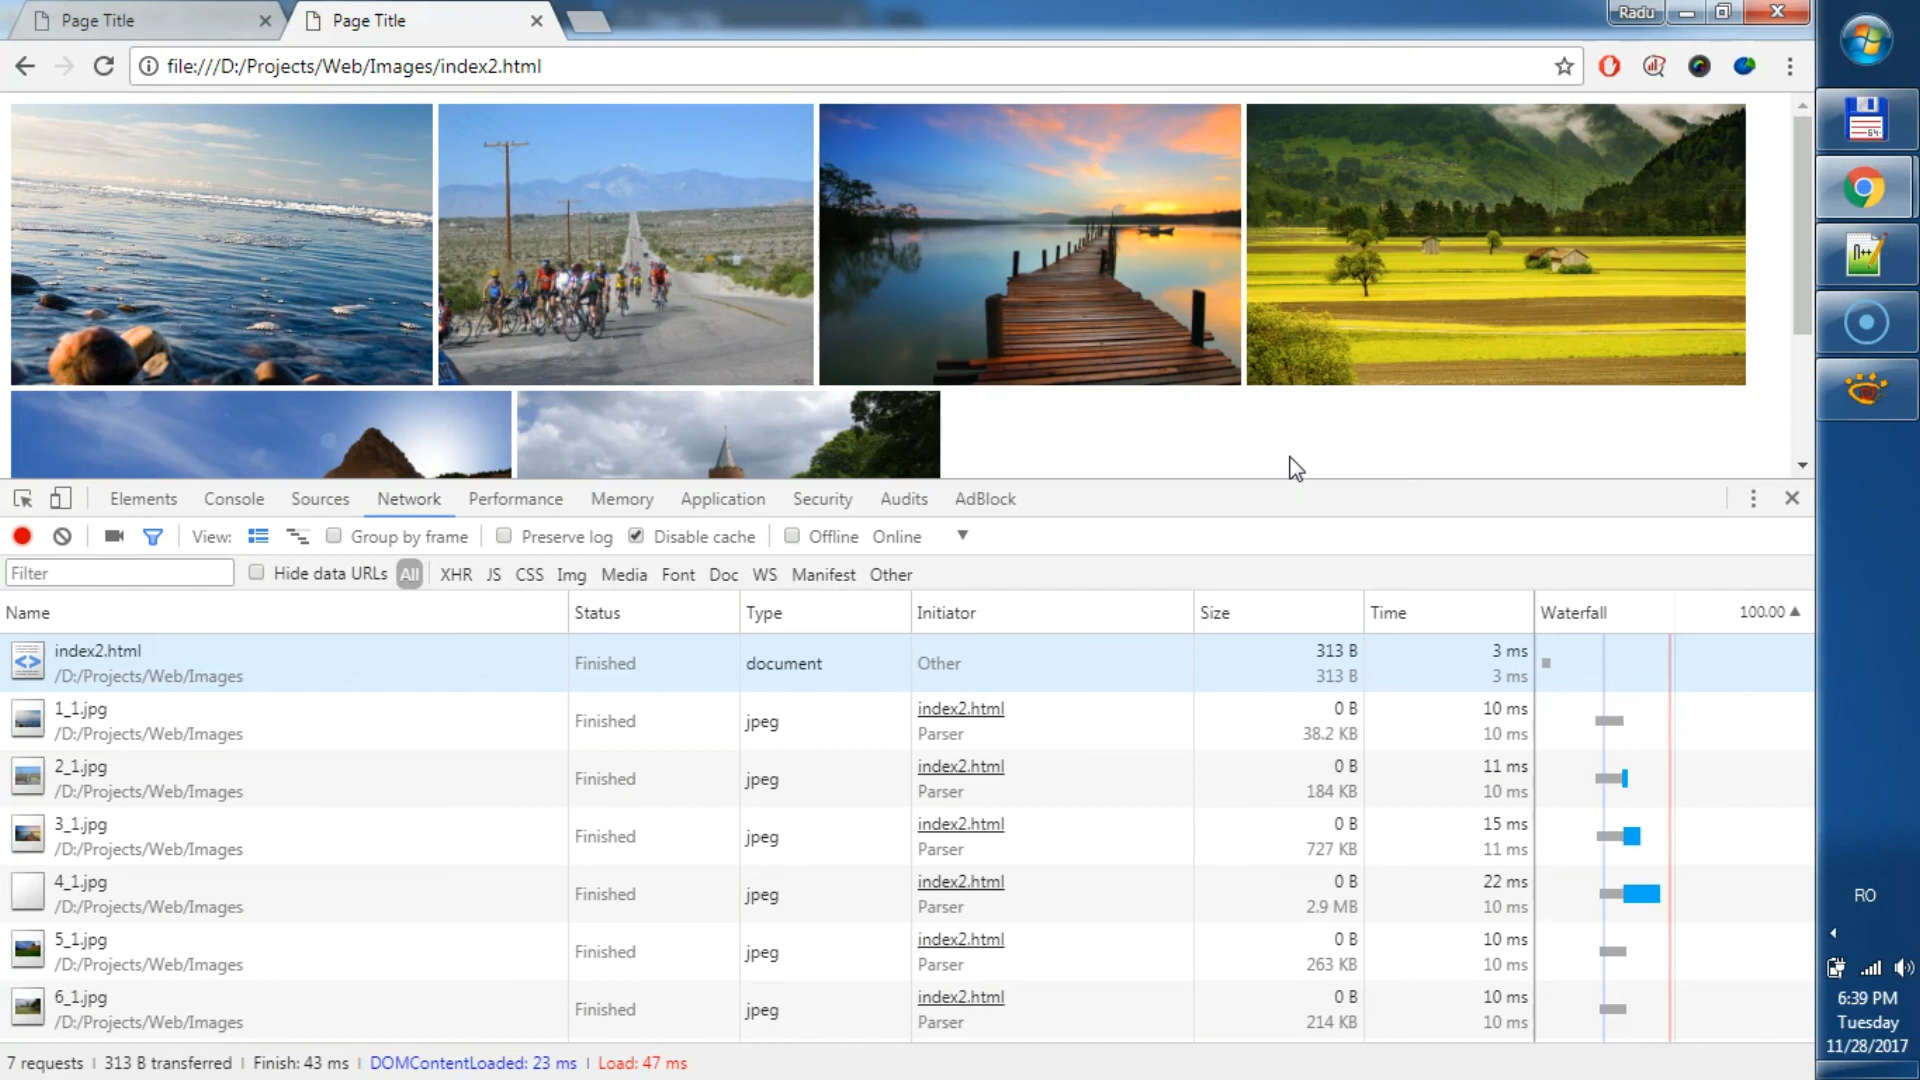 Page Title
Page Title
Radu
file:///D:/Projects/Web/Images/index2.html
64
n++
Elements Console Sources Network Performance Memory Application Security Audits AdBlock
View: Group by frame Preserve log Disable cache Offline Online
Filter Hide data URLs All XHR JS CSS Img Media Font Doc WS Manifest Other
Name Status Type Initiator Size Time Waterfall 100.00
index2.html 313 B 3 ms
Finished document Other
/D:/Projects/Web/Images 313 B 3 ms
1_1.jpg index2.html 0 B 10 ms
Finished jpeg
/D:/Projects/Web/Images Parser 38.2 KB 10 ms
2_1.jpg index2.html 0 B 11 ms
Finished jpeg
/D:/Projects/Web/Images Parser 184 KB 10 ms
3_1.jpg index2.html 0 B 15 ms
Finished jpeg
/D:/Projects/Web/Images Parser 727 KB 11 ms
4_1.jpg index2.html 0 B 22 ms
Finished jpeg
/D:/Projects/Web/Images Parser 2.9 MB 10 ms
5_1.jpg index2.html 0 B 10 ms
Finished jpeg
/D:/Projects/Web/Images Parser 263 KB 10 ms
6_1.jpg index2.html 0 B 10 ms
Finished jpeg
/D:/Projects/Web/Images Parser 214 KB 10 ms
7 requests | 313 B transferred | Finish: 43 ms | DOMContentLoaded: 23 ms | Load: 47 ms
RO
6:39 PM
Tuesday
11/28/2017